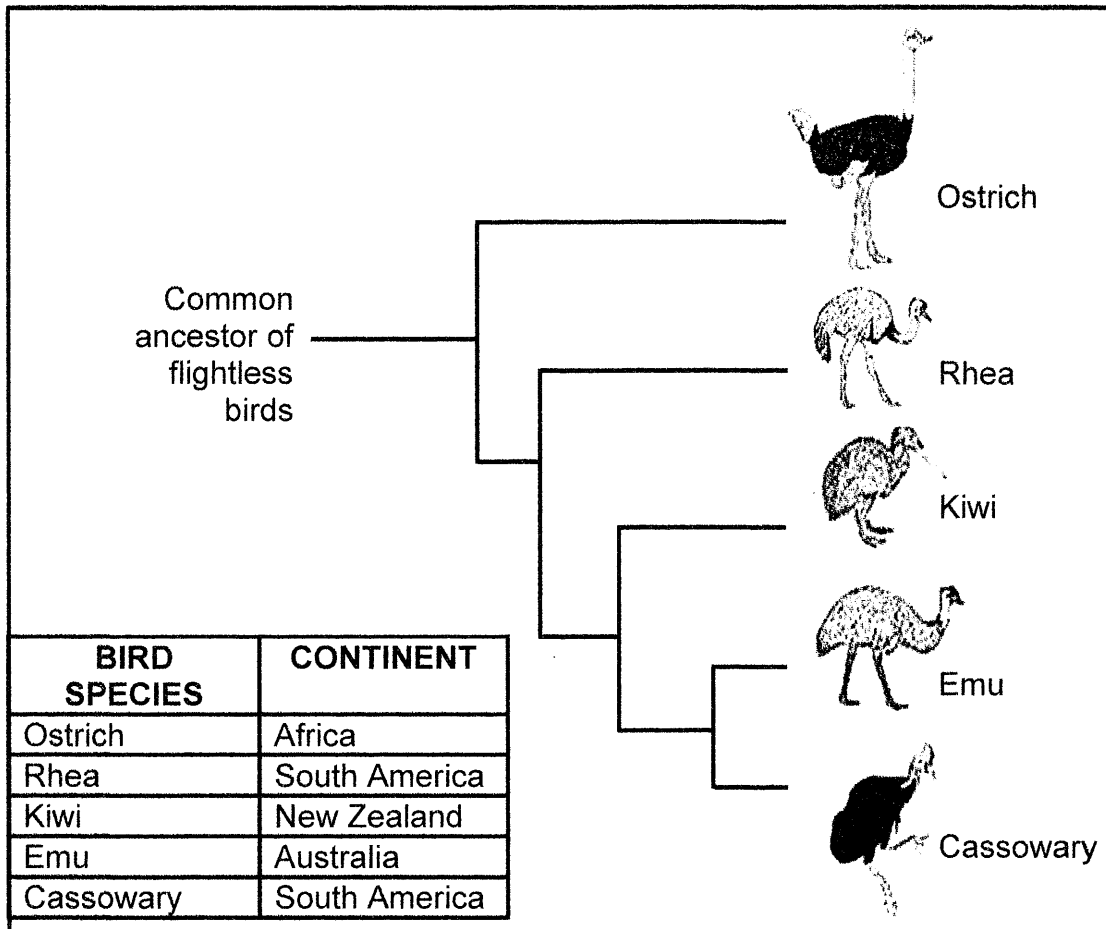 Ostrich
Common
ancestor of
flightless
birds
Rhea
Kiwi
Emu
Cassowary
BIRD SPECIES CONTINENT
Ostrich Africa
Rhea South America
Kiwi New Zealand
Emu Australia
Cassowary South America